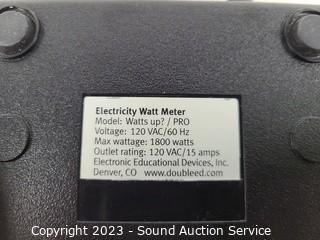 Electricity Watt Meter
Model: Watts up? / PRO
Voltage: 120 VAC/60 Hz
Max wattage: 1800 watts
Outlet rating: 120 VAC/15 amps
Electronic Educational Devices, Inc.
Denver, CO www.doubleed.com
Copyright 2023 - Sound Auction Service